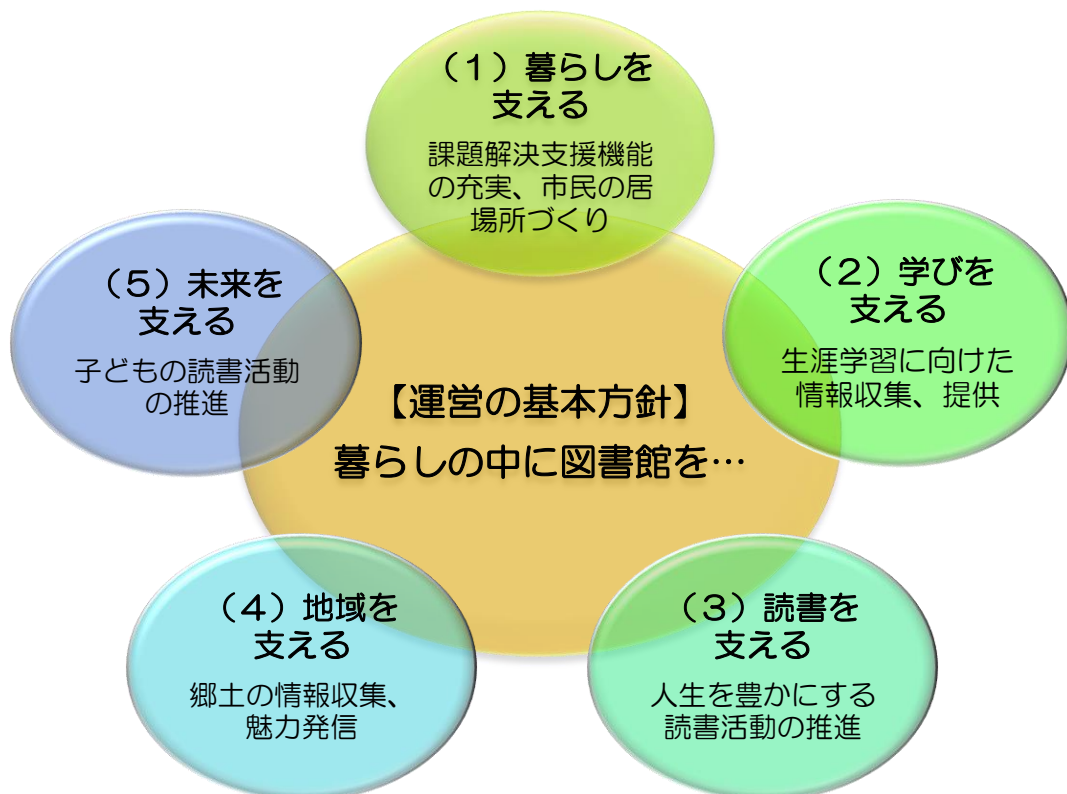 （１）暮らしを
支える
課題解決支援機能
の充実、市民の居
場所づくり
（２）学びを
支える
生涯学習に向けた
情報収集、提供
（３）読書を
支える
人生を豊かにする
読書活動の推進
（４）地域を
支える
郷土の情報収集、
魅力発信
（５）未来を
支える
子どもの読書活動
の推進
【運営の基本方針】
暮らしの中に図書館を…